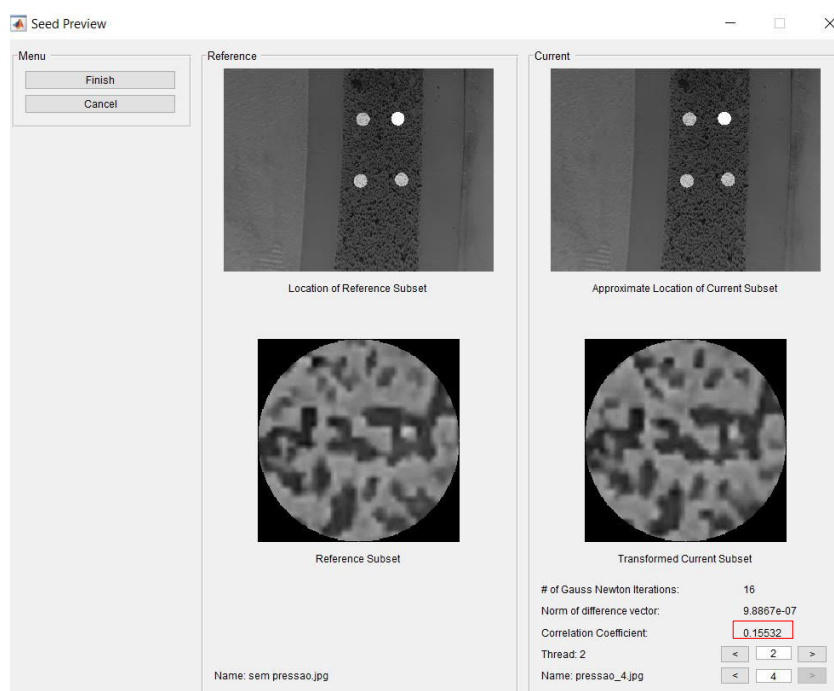 Seed Preview
Menu
Finish
Cancel
Reference
Location of Reference Subset
Reference Subset
Name: sem pressao.jpg
Current
Approximate Location of Current Subset
Transformed Current Subset
# of Gauss Newton Iterations: 16
Norm of difference vector: 9.8867e-07
Correlation Coefficient: 0.15532
Thread: 2 < 2 >
Name: pressao_4.jpg < 4 >